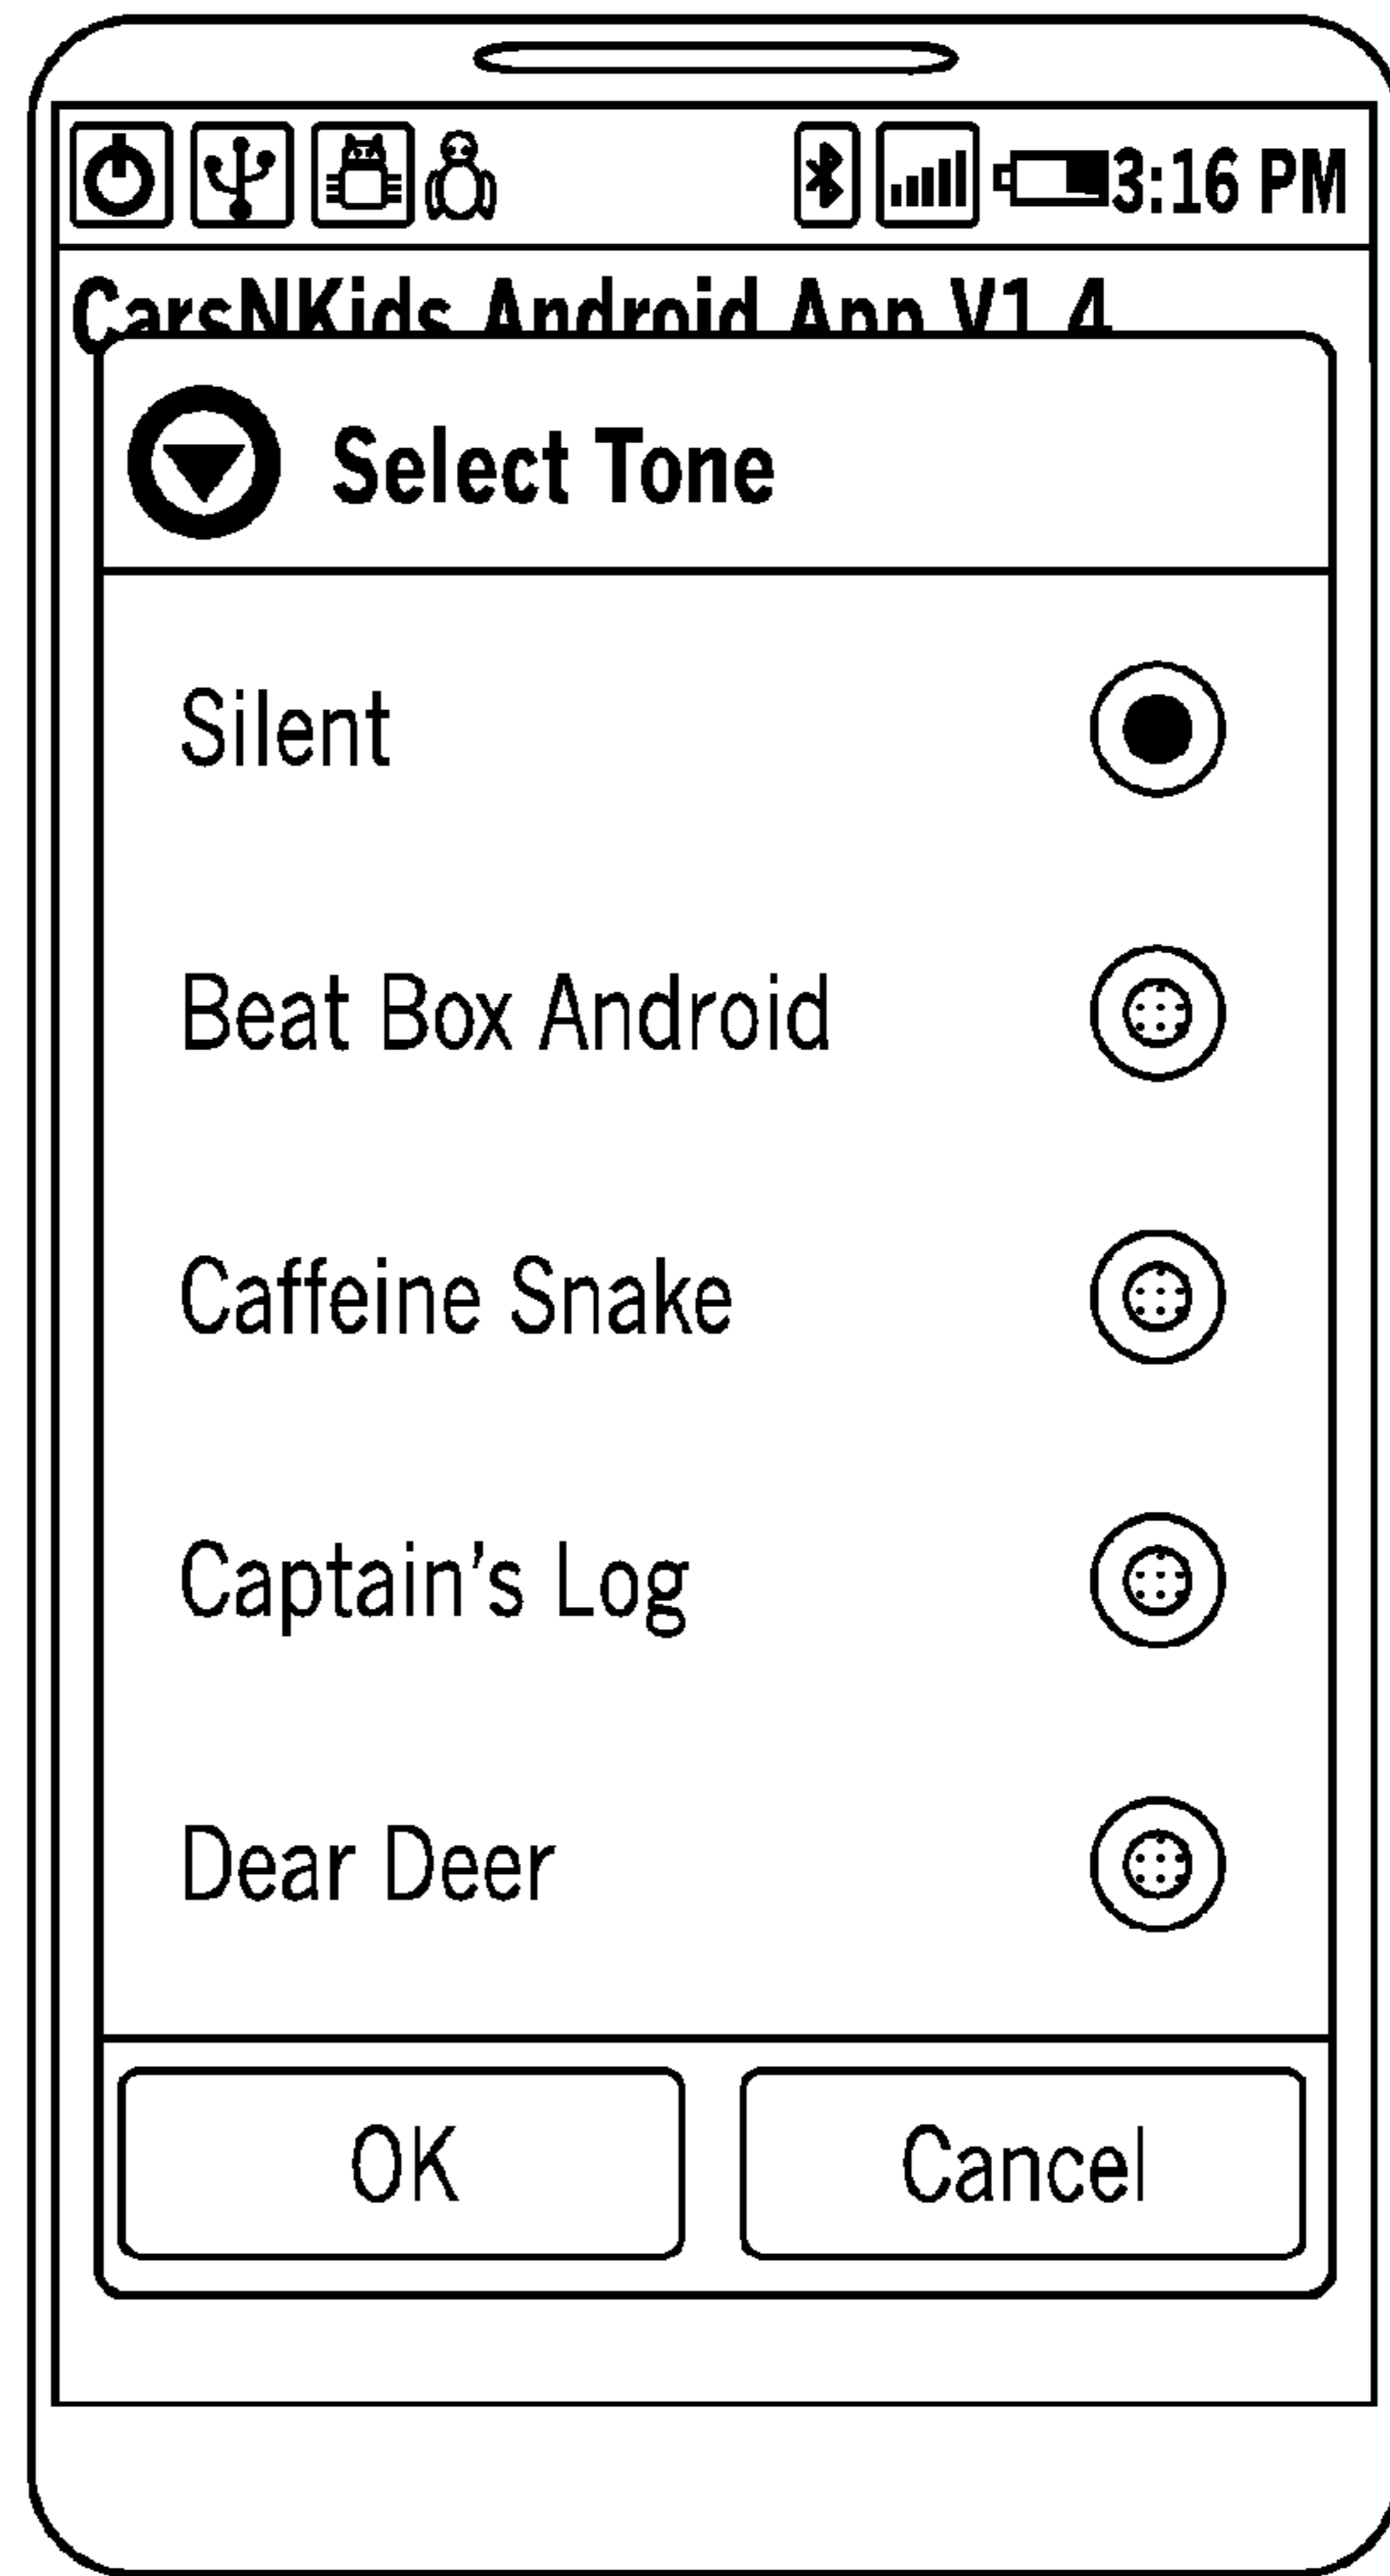 3:16 PM
CarsNKids Android App V1.4
Select Tone
Silent
Beat Box Android
Caffeine Snake
Captain's Log
Dear Deer
OK
Cancel